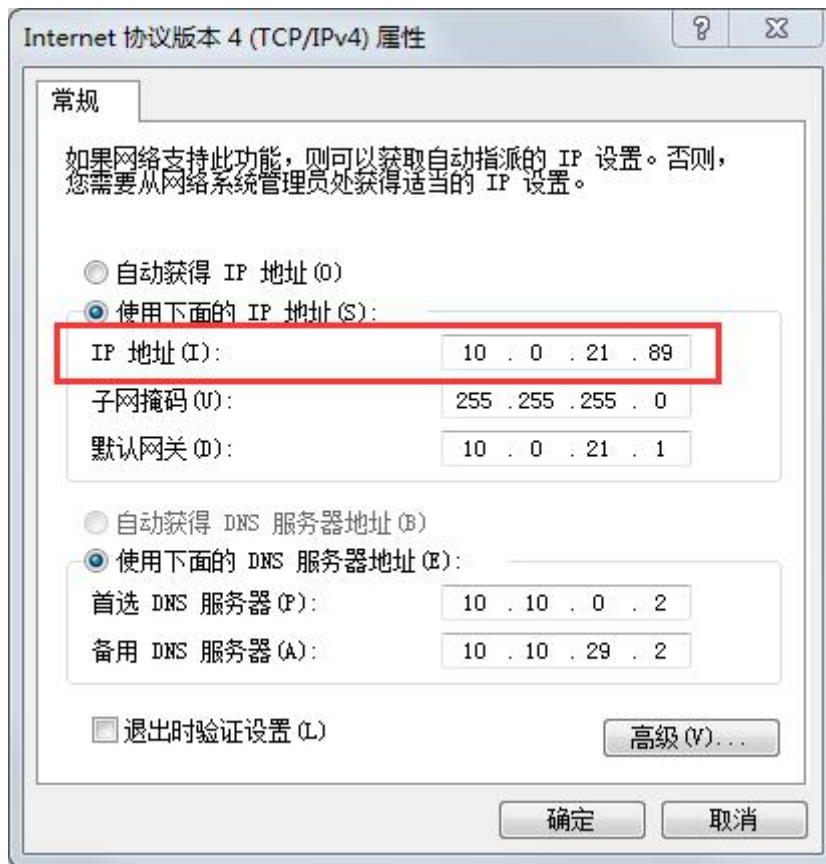 Internet 协议版本 4 (TCP/IPv4) 属性
常规
如果网络支持此功能，则可以获取自动指派的 IP 设置。否则，
您需要从网络系统管理员处获得适当的 IP 设置。
自动获得 IP 地址(O)
使用下面的 IP 地址(S):
IP 地址(I): 10 . 0 . 21 . 89
子网掩码(U): 255 .255 .255 . 0
默认网关(D): 10 . 0 . 21 . 1
自动获得 DNS 服务器地址(B)
使用下面的 DNS 服务器地址(E):
首选 DNS 服务器(P): 10 . 10 . 0 . 2
备用 DNS 服务器(A): 10 . 10 . 29 . 2
退出时验证设置(L)
高级(V)...
确定 取消